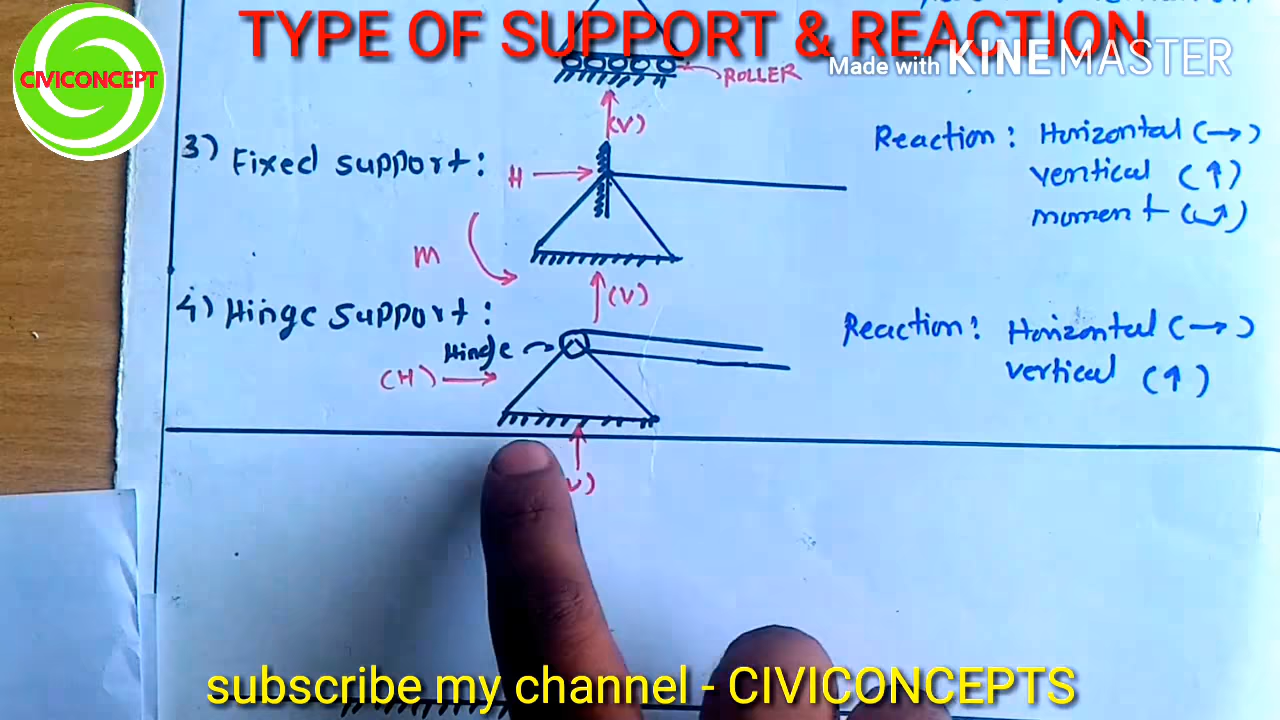 TYPE OF SUPPORT & REACTION
CIVICONCEPT
Made with KINEMASTER
ROLLER
(V)
3) Fixed support:
H
Reaction: Horizontal (→)
vertical (↑)
moment
m
(V)
4) Hinge support:
Hinge →
(H) →
Reaction: Horizontal (→)
vertical (↑)
subscribe my channel - CIVICONCEPTS